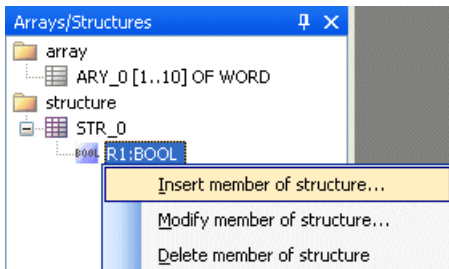 Arrays/Structures
array
ARY_0 [1..10] OF WORD
structure
STR_0
BOOL R1:BOOL
Insert member of structure...
Modify member of structure...
Delete member of structure